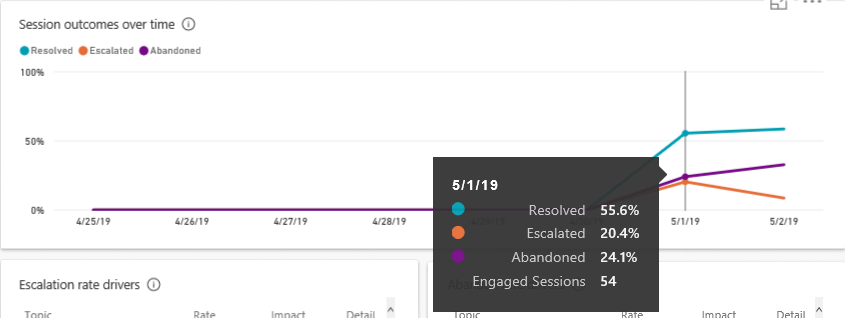 Session outcomes over time
Resolved Escalated Abandoned
100%
50%
0%
4/25/19 4/26/19 4/27/19 4/28/19 5/1/19 5/2/19
5/1/19
Resolved 55.6%
Escalated 20.4%
Abandoned 24.1%
Engaged Sessions 54
Escalation rate drivers
Topic Rate Impact Detail
Topic Rate Impact Detail